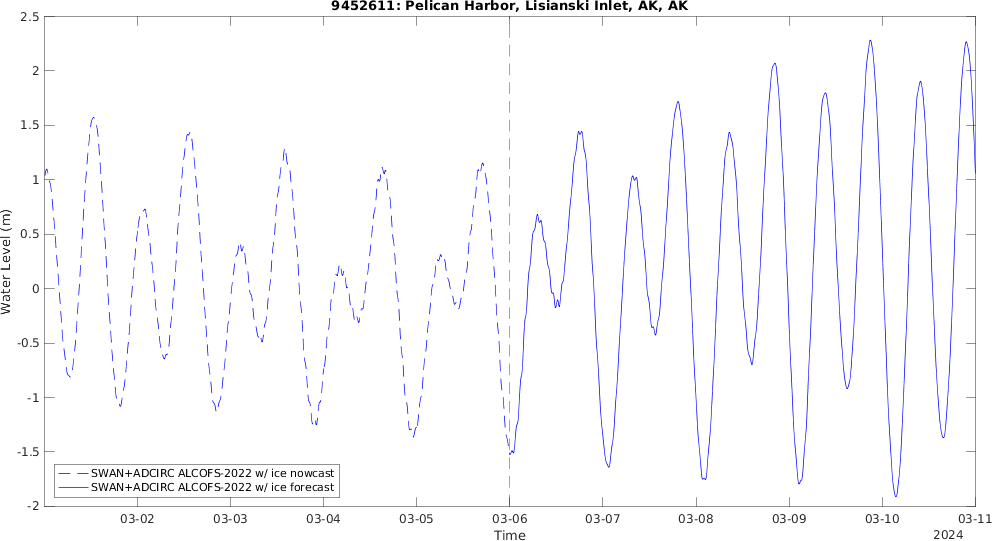 9452611: Pelican Harbor, Lisianski Inlet, AK, AK
Water Level (m)
2.5
2
1.5
1
0.5
0
-0.5
-1
-1.5
-2
SWAN+ADCIRC ALCOFS-2022 w/ ice nowcast
SWAN+ADCIRC ALCOFS-2022 w/ ice forecast
03-02 03-03 03-04 03-05 03-06 03-07 03-08 03-09 03-10 03-11
Time
2024